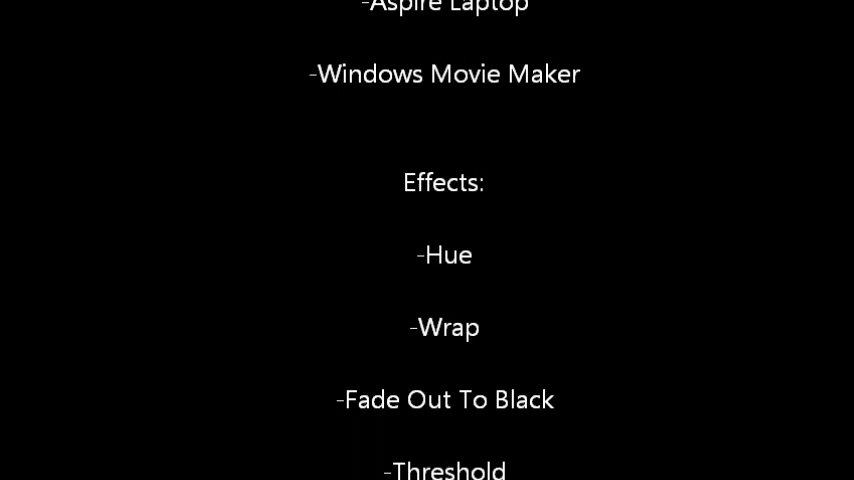 -Aspire Laptop
-Windows Movie Maker
Effects:
-Hue
-Wrap
-Fade Out To Black
-Threshold